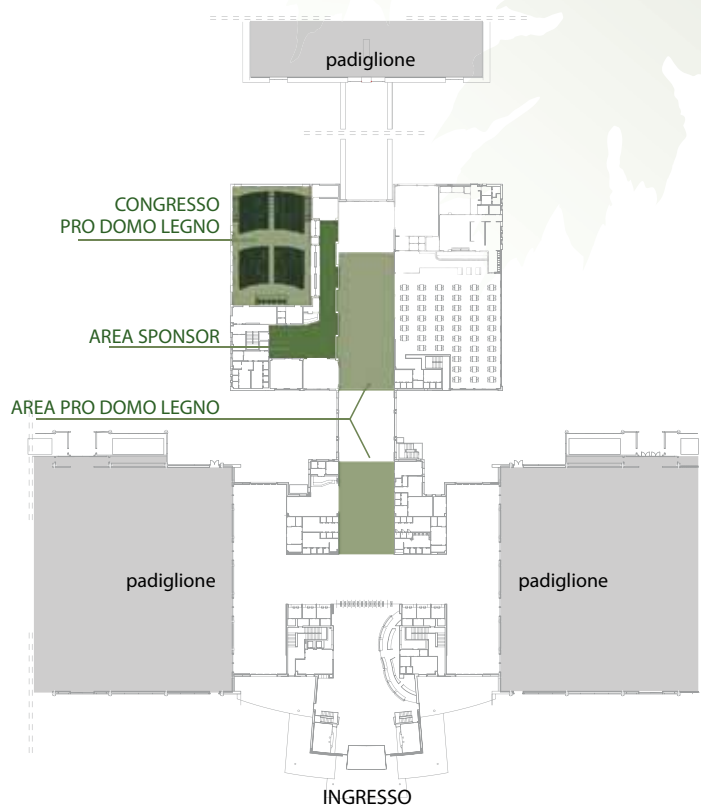 padiglione
CONGRESSO
PRO DOMO LEGNO
AREA SPONSOR
AREA PRO DOMO LEGNO
padiglione
padiglione
INGRESSO